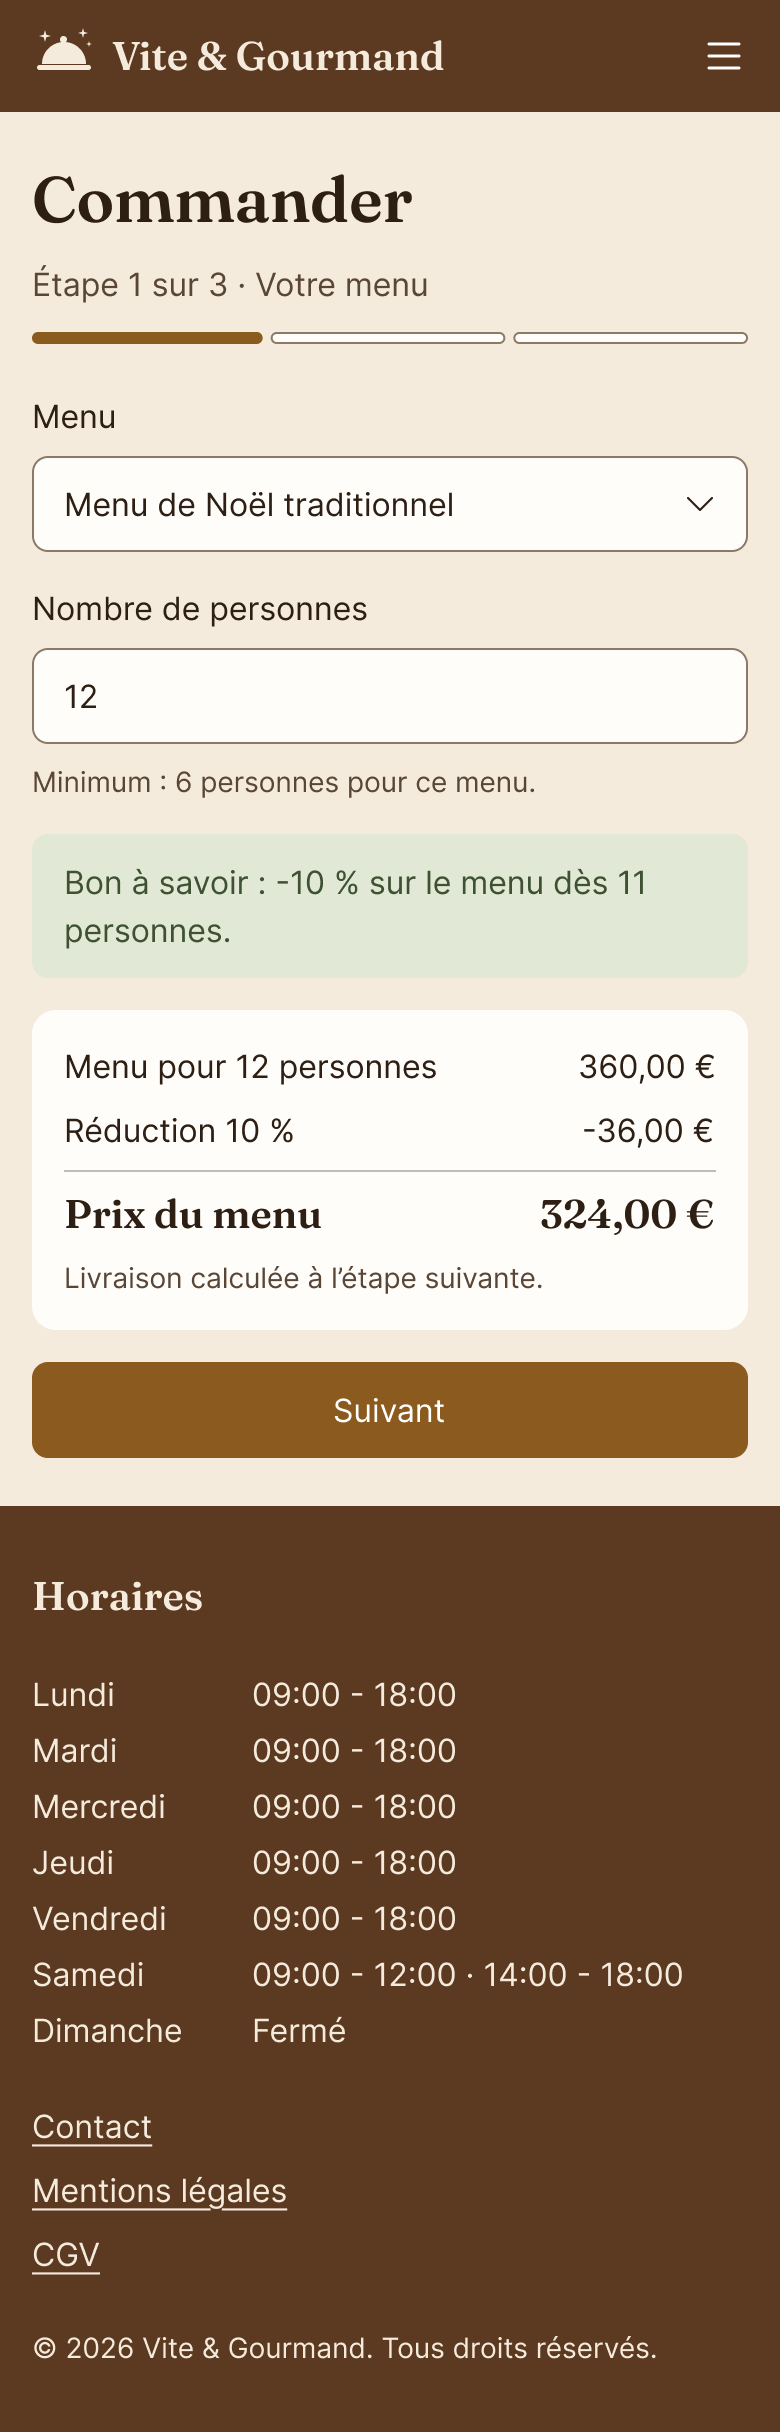 Vite & Gourmand
Commander
Étape 1 sur 3 · Votre menu
Menu
Menu de Noël traditionnel
Nombre de personnes
12
Minimum : 6 personnes pour ce menu.
Bon à savoir : -10 % sur le menu dès 11
personnes.
Menu pour 12 personnes 360,00 €
Réduction 10 % -36,00 €
Prix du menu 324,00 €
Livraison calculée à l’étape suivante.
Suivant
Horaires
Lundi 09:00 - 18:00
Mardi 09:00 - 18:00
Mercredi 09:00 - 18:00
Jeudi 09:00 - 18:00
Vendredi 09:00 - 18:00
Samedi 09:00 - 12:00 · 14:00 - 18:00
Dimanche Fermé
Contact
Mentions légales
CGV
© 2026 Vite & Gourmand. Tous droits réservés.